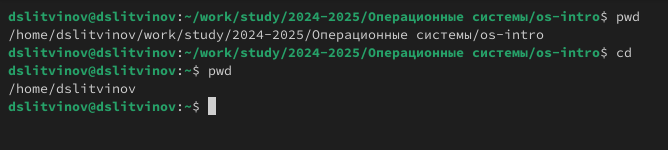 dslitvinov@dslitvinov:~/work/study/2024-2025/Операционные системы/os-intro$ pwd
/home/dslitvinov/work/study/2024-2025/Операционные системы/os-intro
dslitvinov@dslitvinov:~/work/study/2024-2025/Операционные системы/os-intro$ cd
dslitvinov@dslitvinov:~$ pwd
/home/dslitvinov
dslitvinov@dslitvinov:~$